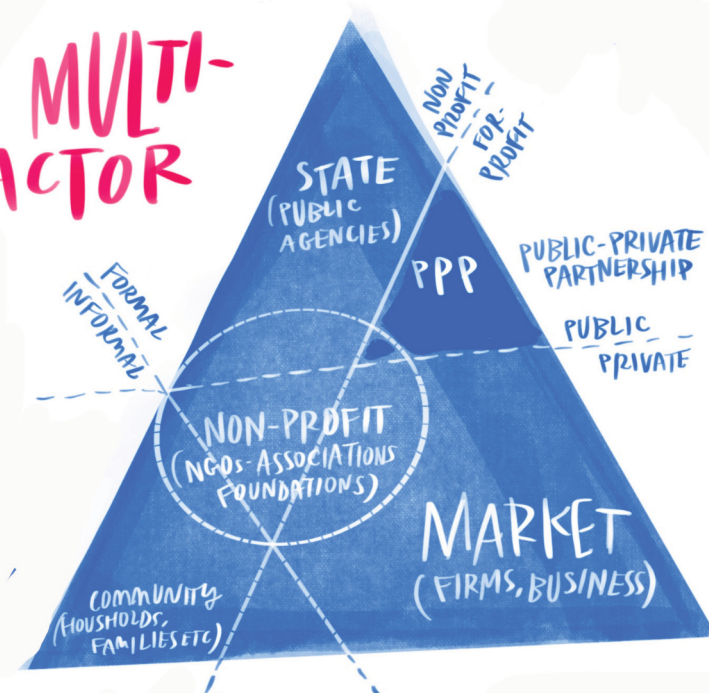 MULTI-
ACTOR
NON
PROFIT
FOR-
PROFIT
STATE
(PUBLIC
AGENCIES)
PPP
PUBLIC-PRIVATE
PARTNERSHIP
FORMAL
INFORMAL
PUBLIC
PRIVATE
NON-PROFIT
(NGOs-ASSOCIATIONS
FOUNDATIONS)
MARKET
(FIRMS, BUSINESS)
COMMUNITY
(HOUSHOLDS,
FAMILIES ETC)